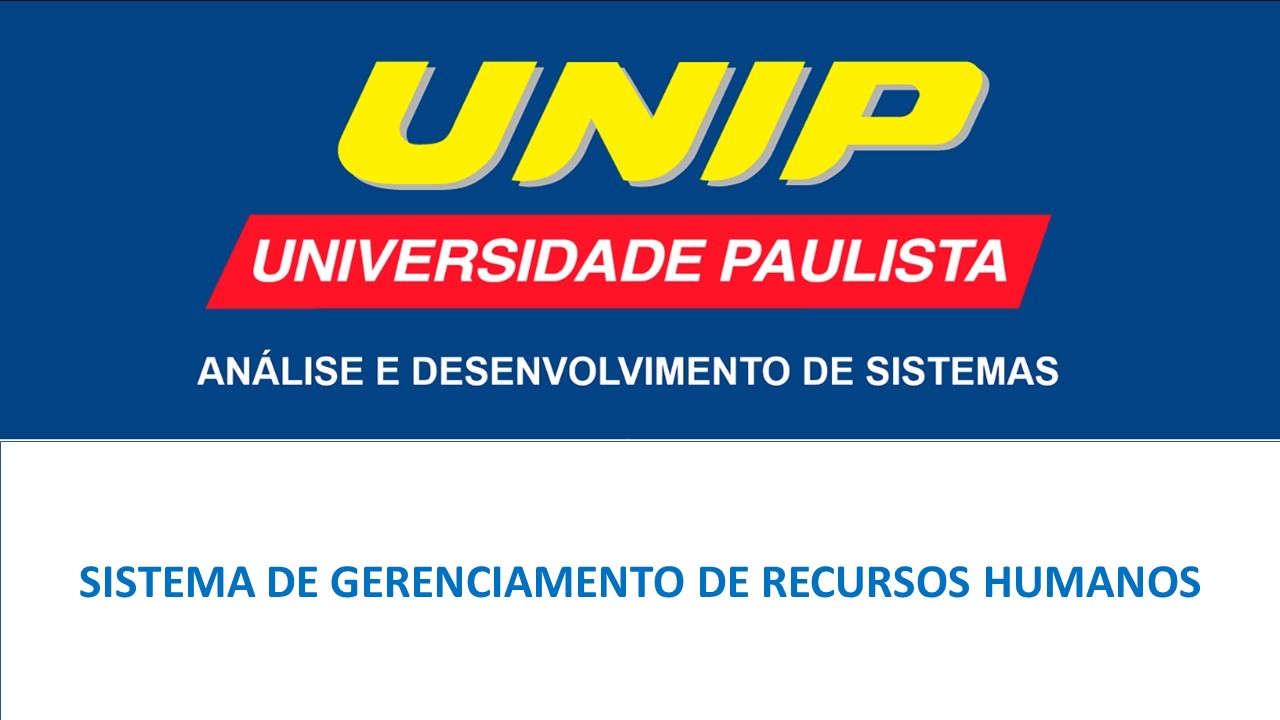 UNIP
UNIVERSIDADE PAULISTA
ANÁLISE E DESENVOLVIMENTO DE SISTEMAS
SISTEMA DE GERENCIAMENTO DE RECURSOS HUMANOS